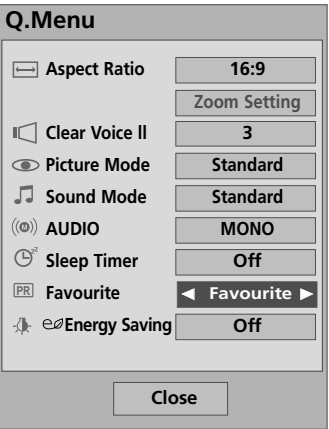 Q.Menu
Aspect Ratio 16:9
Zoom Setting
Clear Voice ll 3
Picture Mode Standard
Sound Mode Standard
AUDIO MONO
Sleep Timer Off
PR Favourite ◀ Favourite ▶
Energy Saving Off
Close